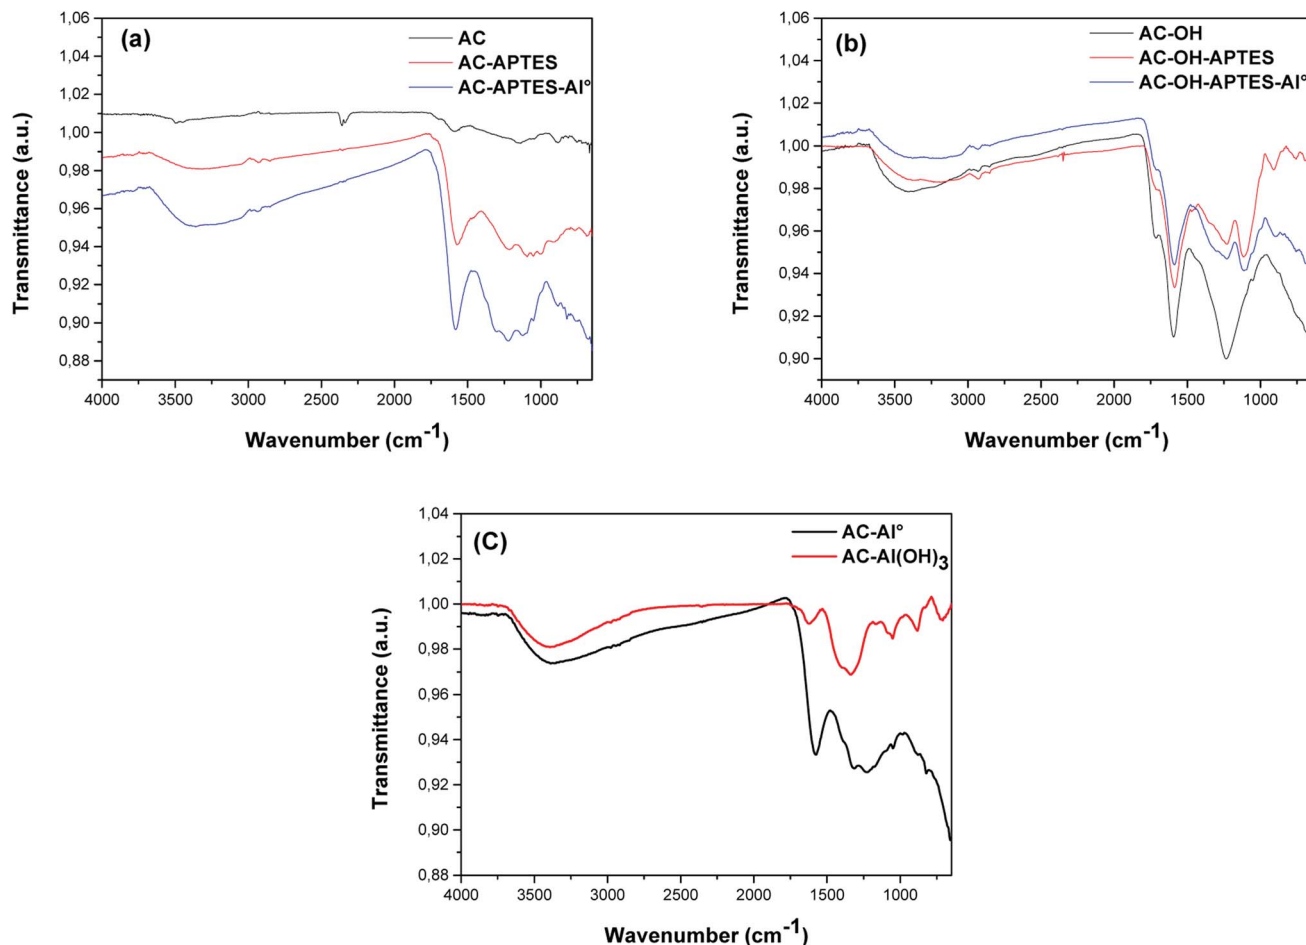 (a)
AC
AC-APTES
AC-APTES-Al°
1,06
1,04
1,02
1,00
0,98
0,96
0,94
0,92
0,90
0,88
Transmittance (a.u.)
4000 3500 3000 2500 2000 1500 1000
Wavenumber (cm-1)
(b)
AC-OH
AC-OH-APTES
AC-OH-APTES-Al°
1,06
1,04
1,02
1,00
0,98
0,96
0,94
0,92
0,90
Transmittance (a.u.)
4000 3500 3000 2500 2000 1500 1000
Wavenumber (cm-1)
(C)
AC-Al°
AC-Al(OH)3
1,04
1,02
1,00
0,98
0,96
0,94
0,92
0,90
0,88
Transmittance (a.u.)
4000 3500 3000 2500 2000 1500 1000
Wavenumber (cm-1)